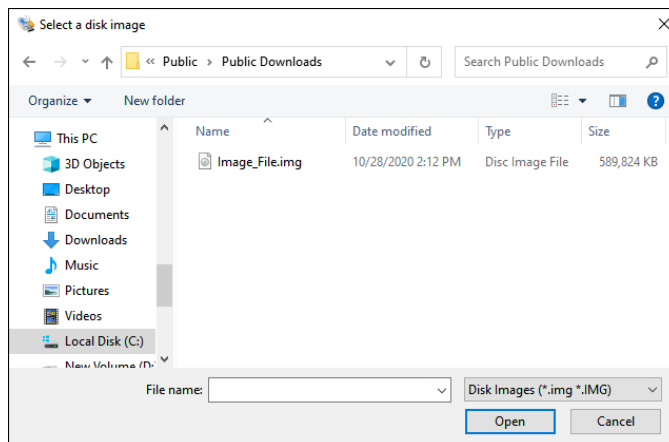 Select a disk image
« Public > Public Downloads
Search Public Downloads
Organize
New folder
Name
Date modified
Type
Size
Image_File.img
10/28/2020 2:12 PM
Disc Image File
589,824 KB
This PC
3D Objects
Desktop
Documents
Downloads
Music
Pictures
Videos
Local Disk (C:)
New Volume (D:
File name:
Disk Images (*.img *.IMG)
Open
Cancel